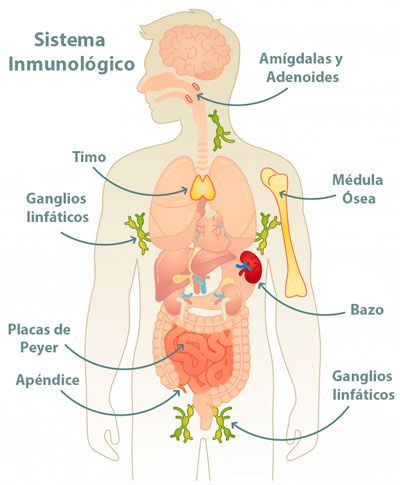 Sistema
Inmunológico
Amígdalas y
Adenoides
Timo
Médula
Ósea
Ganglios
linfáticos
Bazo
Placas de
Peyer
Apéndice
Ganglios
linfáticos